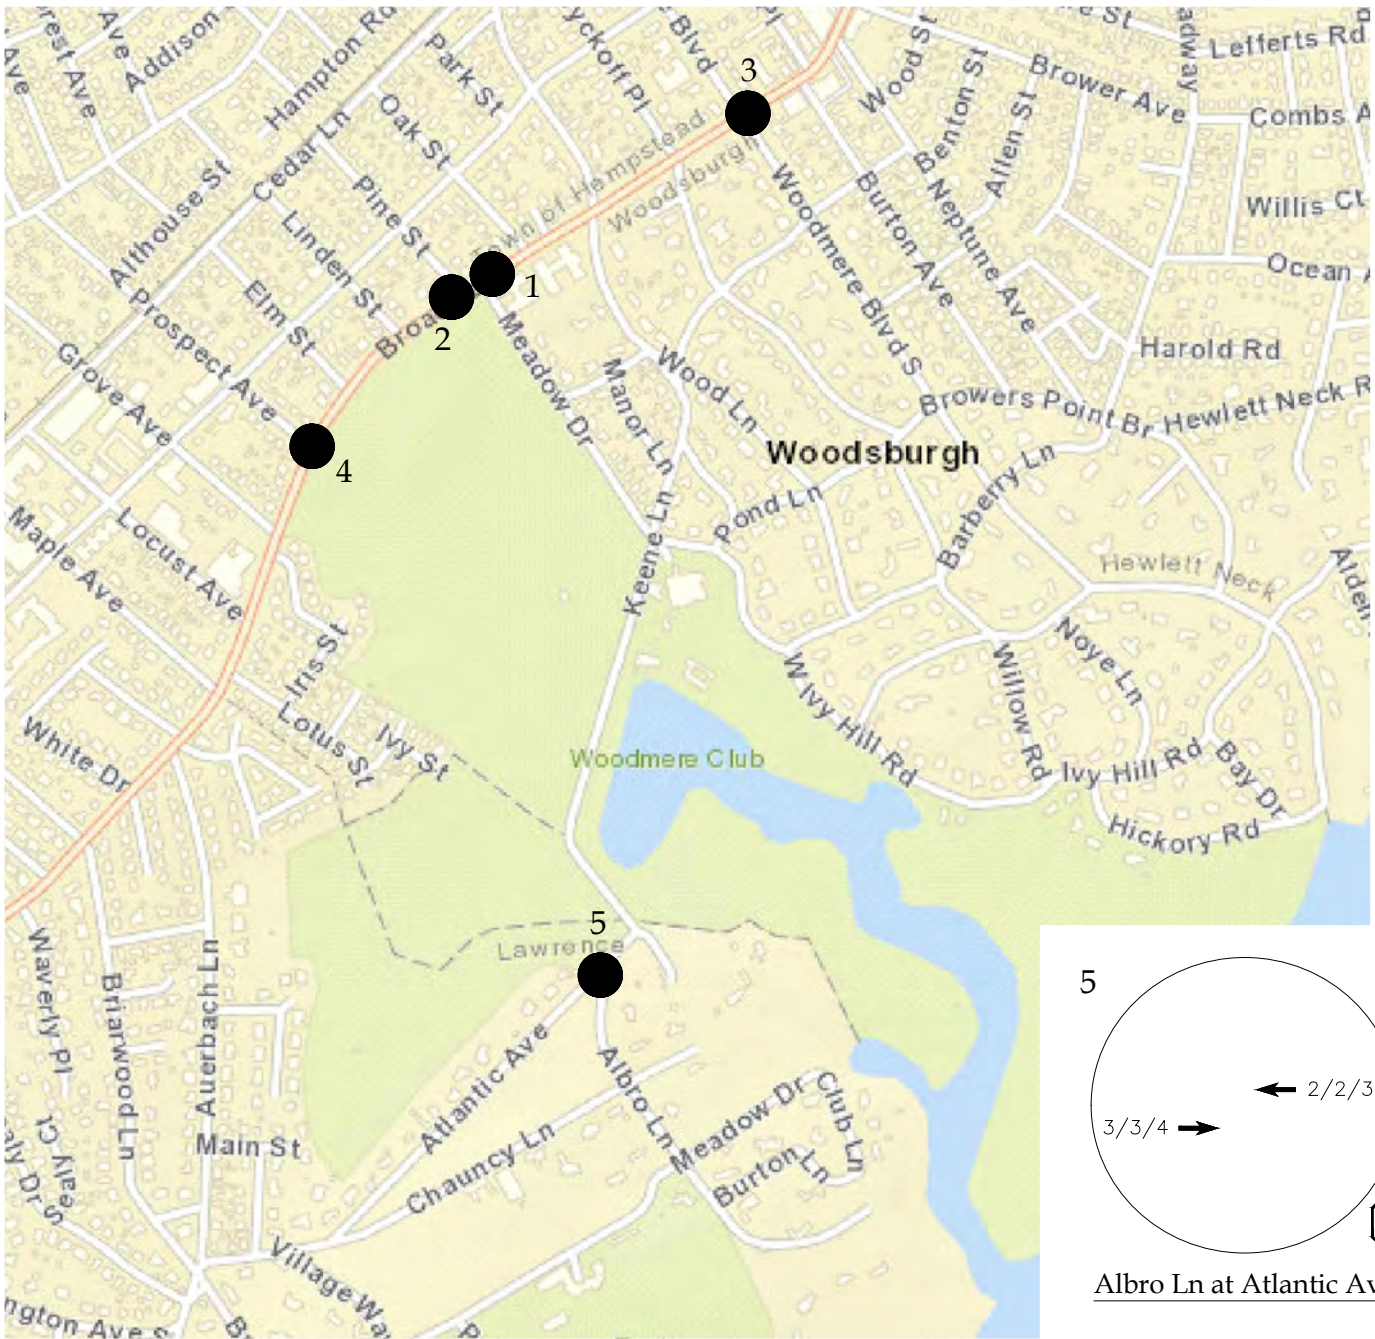 Addison
Hampton Rd
Park St
Blvd
Wood St
Lefferts Rd
Brower Ave
Combs A
Oak St
Cedar Ln
Benton St
Allen St
3
Town of Hempstead
Woodsburgh
Althouse St
Pine St
Linden St
Woodmere Blvd S
Burton Ave
B
Neptune Ave
Willis Ct
Ocean A
1
2
Elm St
Prospect Ave
Grove Ave
Meadow Dr
Manor Ln
Wood Ln
Harold Rd
Browers Point Br
Hewlett Neck R
4
Woodsburgh
Pond Ln
Barberry Ln
Maple Ave
Locust Ave
Keene Ln
Hewlett Neck
Alden
Iris St
Lotus St
Ivy St
White Dr
Woodmere Club
W Ivy Hill Rd
Willow Rd
Noye Ln
Ivy Hill Rd
Bay Dr
Hickory Rd
5
Lawrence
Waverly Pl
Briarwood Ln
Auerbach Ln
Main St
Atlantic Ave
Albro Ln
Chauncy Ln
Meadow Dr
Club Ln
Burton Ln
Sealy Ct
Village Wa
ngton Ave S
5
2/2/3
3/3/4
Albro Ln at Atlantic Av